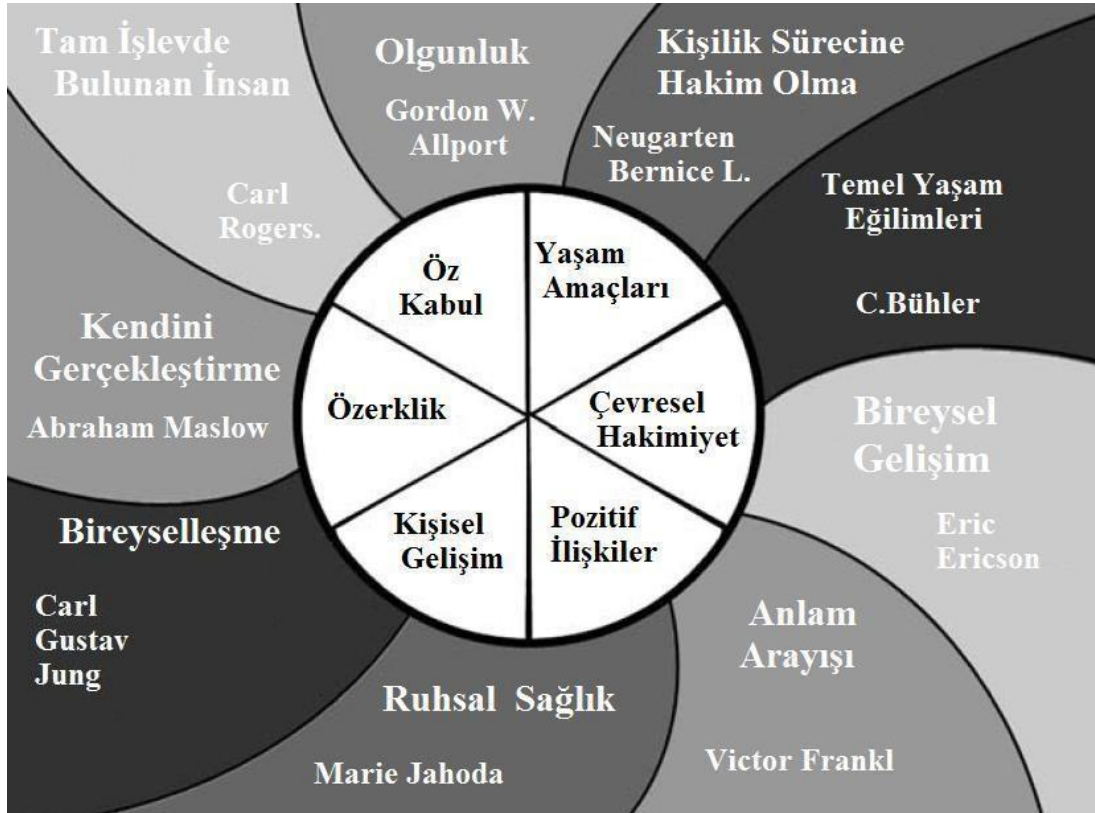 Tam İşlevde
Bulunan İnsan
Carl
Rogers.
Olgunluk
Gordon W.
Allport
Kişilik Sürecine
Hakim Olma
Neugarten
Bernice L.
Temel Yaşam
Eğilimleri
C.Bühler
Bireysel
Gelişim
Eric
Ericson
Anlam
Arayışı
Victor Frankl
Ruhsal Sağlık
Marie Jahoda
Bireyselleşme
Carl
Gustav
Jung
Kendini
Gerçekleştirme
Abraham Maslow
Öz
Kabul
Yaşam
Amaçları
Çevresel
Hakimiyet
Pozitif
İlişkiler
Kişisel
Gelişim
Özerklik